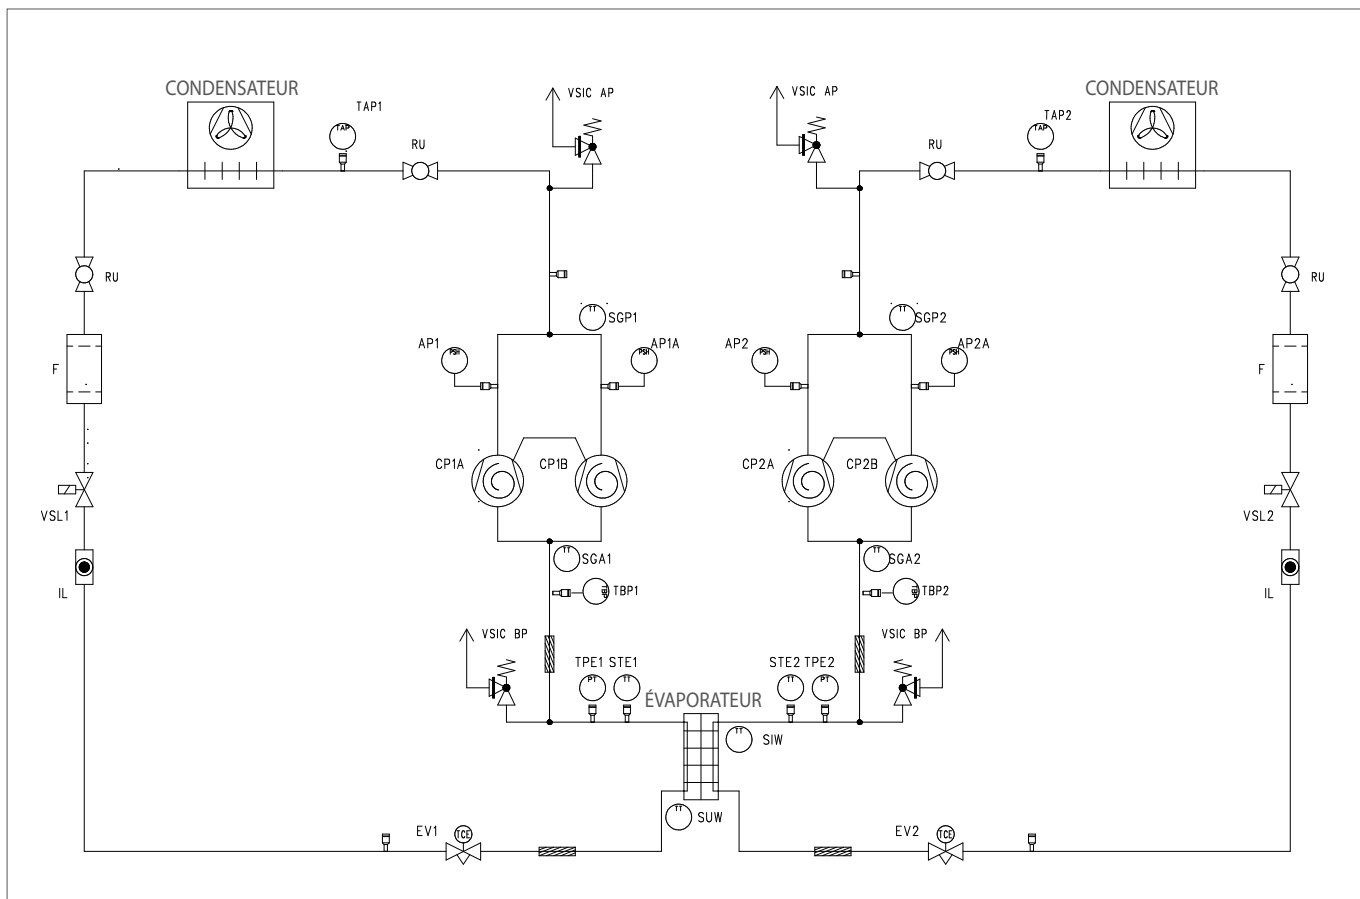 CONDENSATEUR
VSIC AP
VSIC AP
CONDENSATEUR
TAP1
TAP
RU
RU
TAP
TAP2
RU
RU
TT
SGP1
TT
SGP2
AP1
PSH
PSH
AP1A
AP2
PSH
PSH
AP2A
F
F
CP1A
CP1B
CP2A
CP2B
VSL1
VSL2
TT
SGA1
TT
SGA2
IL
TBP1
TBP2
IL
VSIC BP
VSIC BP
TPE1
STE1
STE2
TPE2
PT
TT
TT
PT
ÉVAPORATEUR
TT
SIW
TT
SUW
EV1
TCE
EV2
TCE